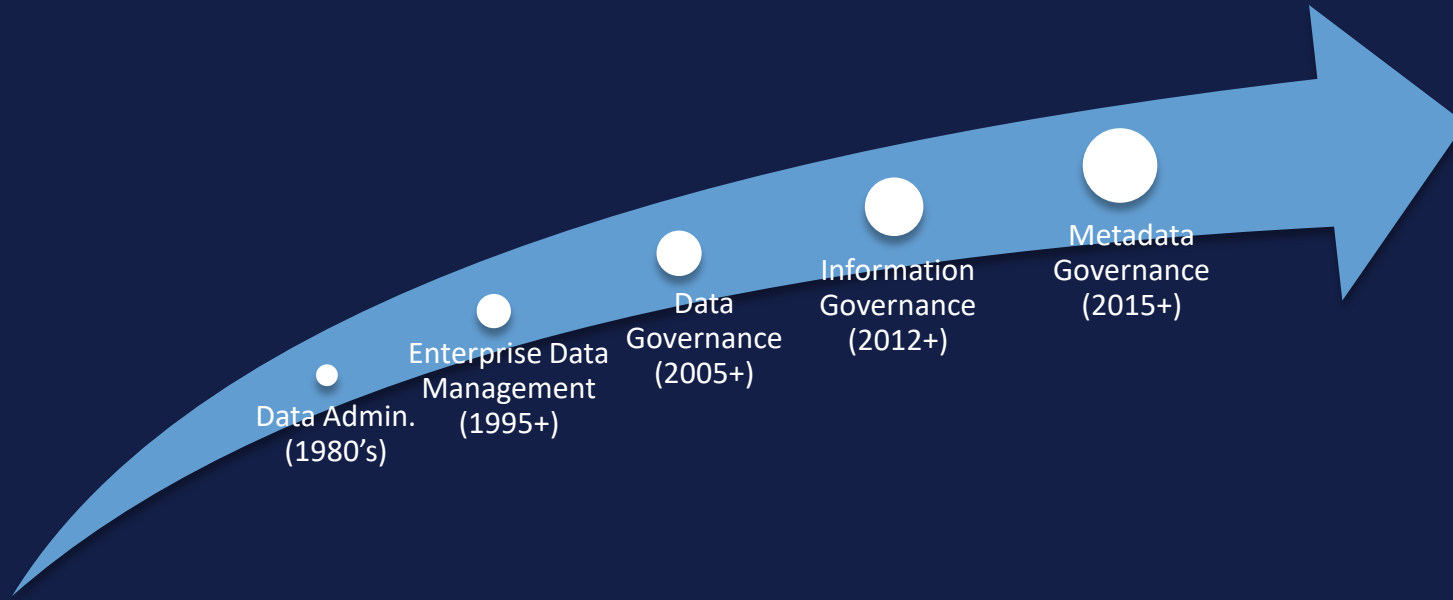 Data Admin.
(1980’s)
Enterprise Data
Management
(1995+)
Data
Governance
(2005+)
Information
Governance
(2012+)
Metadata
Governance
(2015+)